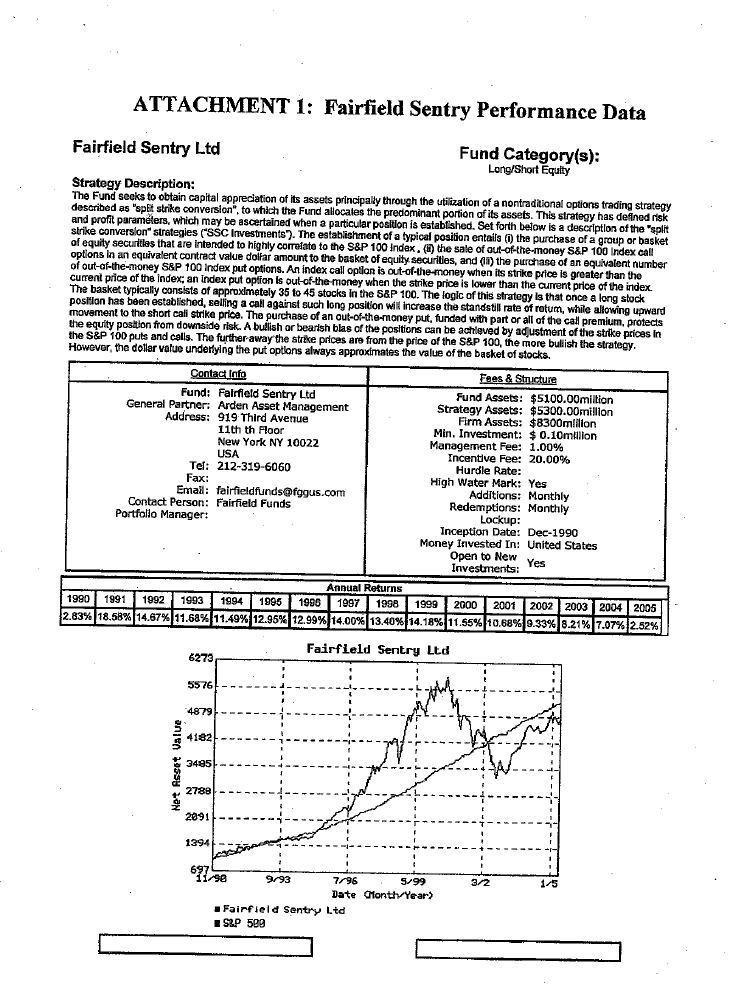 ATTACHMENT 1: Fairfield Sentry Performance Data
Fairfield Sentry Ltd
Fund Category(s):
Long/Short Equity
Strategy Description:
The Fund seeks to obtain capital appreciation of its assets principally through the utilization of a nontraditional options trading strategy
described as "split strike conversion", to which the Fund allocates the predominant portion of its assets. This strategy has defined risk
and profit parameters, which may be ascertained when a particular position is established. Set forth below is a description of the "split
strike conversion" strategies ("SSC Investments"). The establishment of a typical position entails (i) the purchase of a group or basket
of equity securities that are intended to highly correlate to the S&P 100 Index , (ii) the sale of out-of-the-money S&P 100 Index call
options in an equivalent contract value dollar amount to the basket of equity securities, and (iii) the purchase of an equivalent number
of out-of-the-money S&P 100 Index put options. An index call option is out-of-the-money when its strike price is greater than the
current price of the index; an index put option is out-of-the-money when the strike price is lower than the current price of the index.
The basket typically consists of approximately 35 to 45 stocks in the S&P 100. The logic of this strategy is that once a long stock
position has been established, selling a call against such long position will increase the standstill rate of return, while allowing upward
movement to the short call strike price. The purchase of an out-of-the-money put, funded with part or all of the call premium, protects
the equity position from downside risk. A bullish or bearish bias of the positions can be achieved by adjustment of the strike prices in
the S&P 100 puts and calls. The further away the strike prices are from the price of the S&P 100, the more bullish the strategy.
However, the dollar value underlying the put options always approximates the value of the basket of stocks.
Contact Info
Fund: Fairfield Sentry Ltd
General Partner: Arden Asset Management
Address: 919 Third Avenue
11th th Floor
New York NY 10022
USA
Tel: 212-319-6060
Fax:
Email: fairfieldfunds@fggus.com
Contact Person: Fairfield Funds
Portfolio Manager:
Fees & Structure
Fund Assets: $5100.00million
Strategy Assets: $5300.00million
Firm Assets: $8300million
Min. Investment: $ 0.10million
Management Fee: 1.00%
Incentive Fee: 20.00%
Hurdle Rate:
High Water Mark: Yes
Additions: Monthly
Redemptions: Monthly
Lockup:
Inception Date: Dec-1990
Money Invested In: United States
Open to New
Investments: Yes
Annual Returns
1990 1991 1992 1993 1994 1995 1996 1997 1998 1999 2000 2001 2002 2003 2004 2005
2.83% 18.58% 14.67% 11.68% 11.49% 12.95% 12.99% 14.00% 13.40% 14.18% 11.55% 10.68% 9.33% 8.21% 7.07% 2.52%
Fairfield Sentry Ltd
6273
5576
4879
4182
3485
2788
2091
1394
697
Net Asset Value
11/90 9/93 7/96 5/99 3/2 1/5
Date (Month/Year)
Fairfield Sentry Ltd
S&P 500